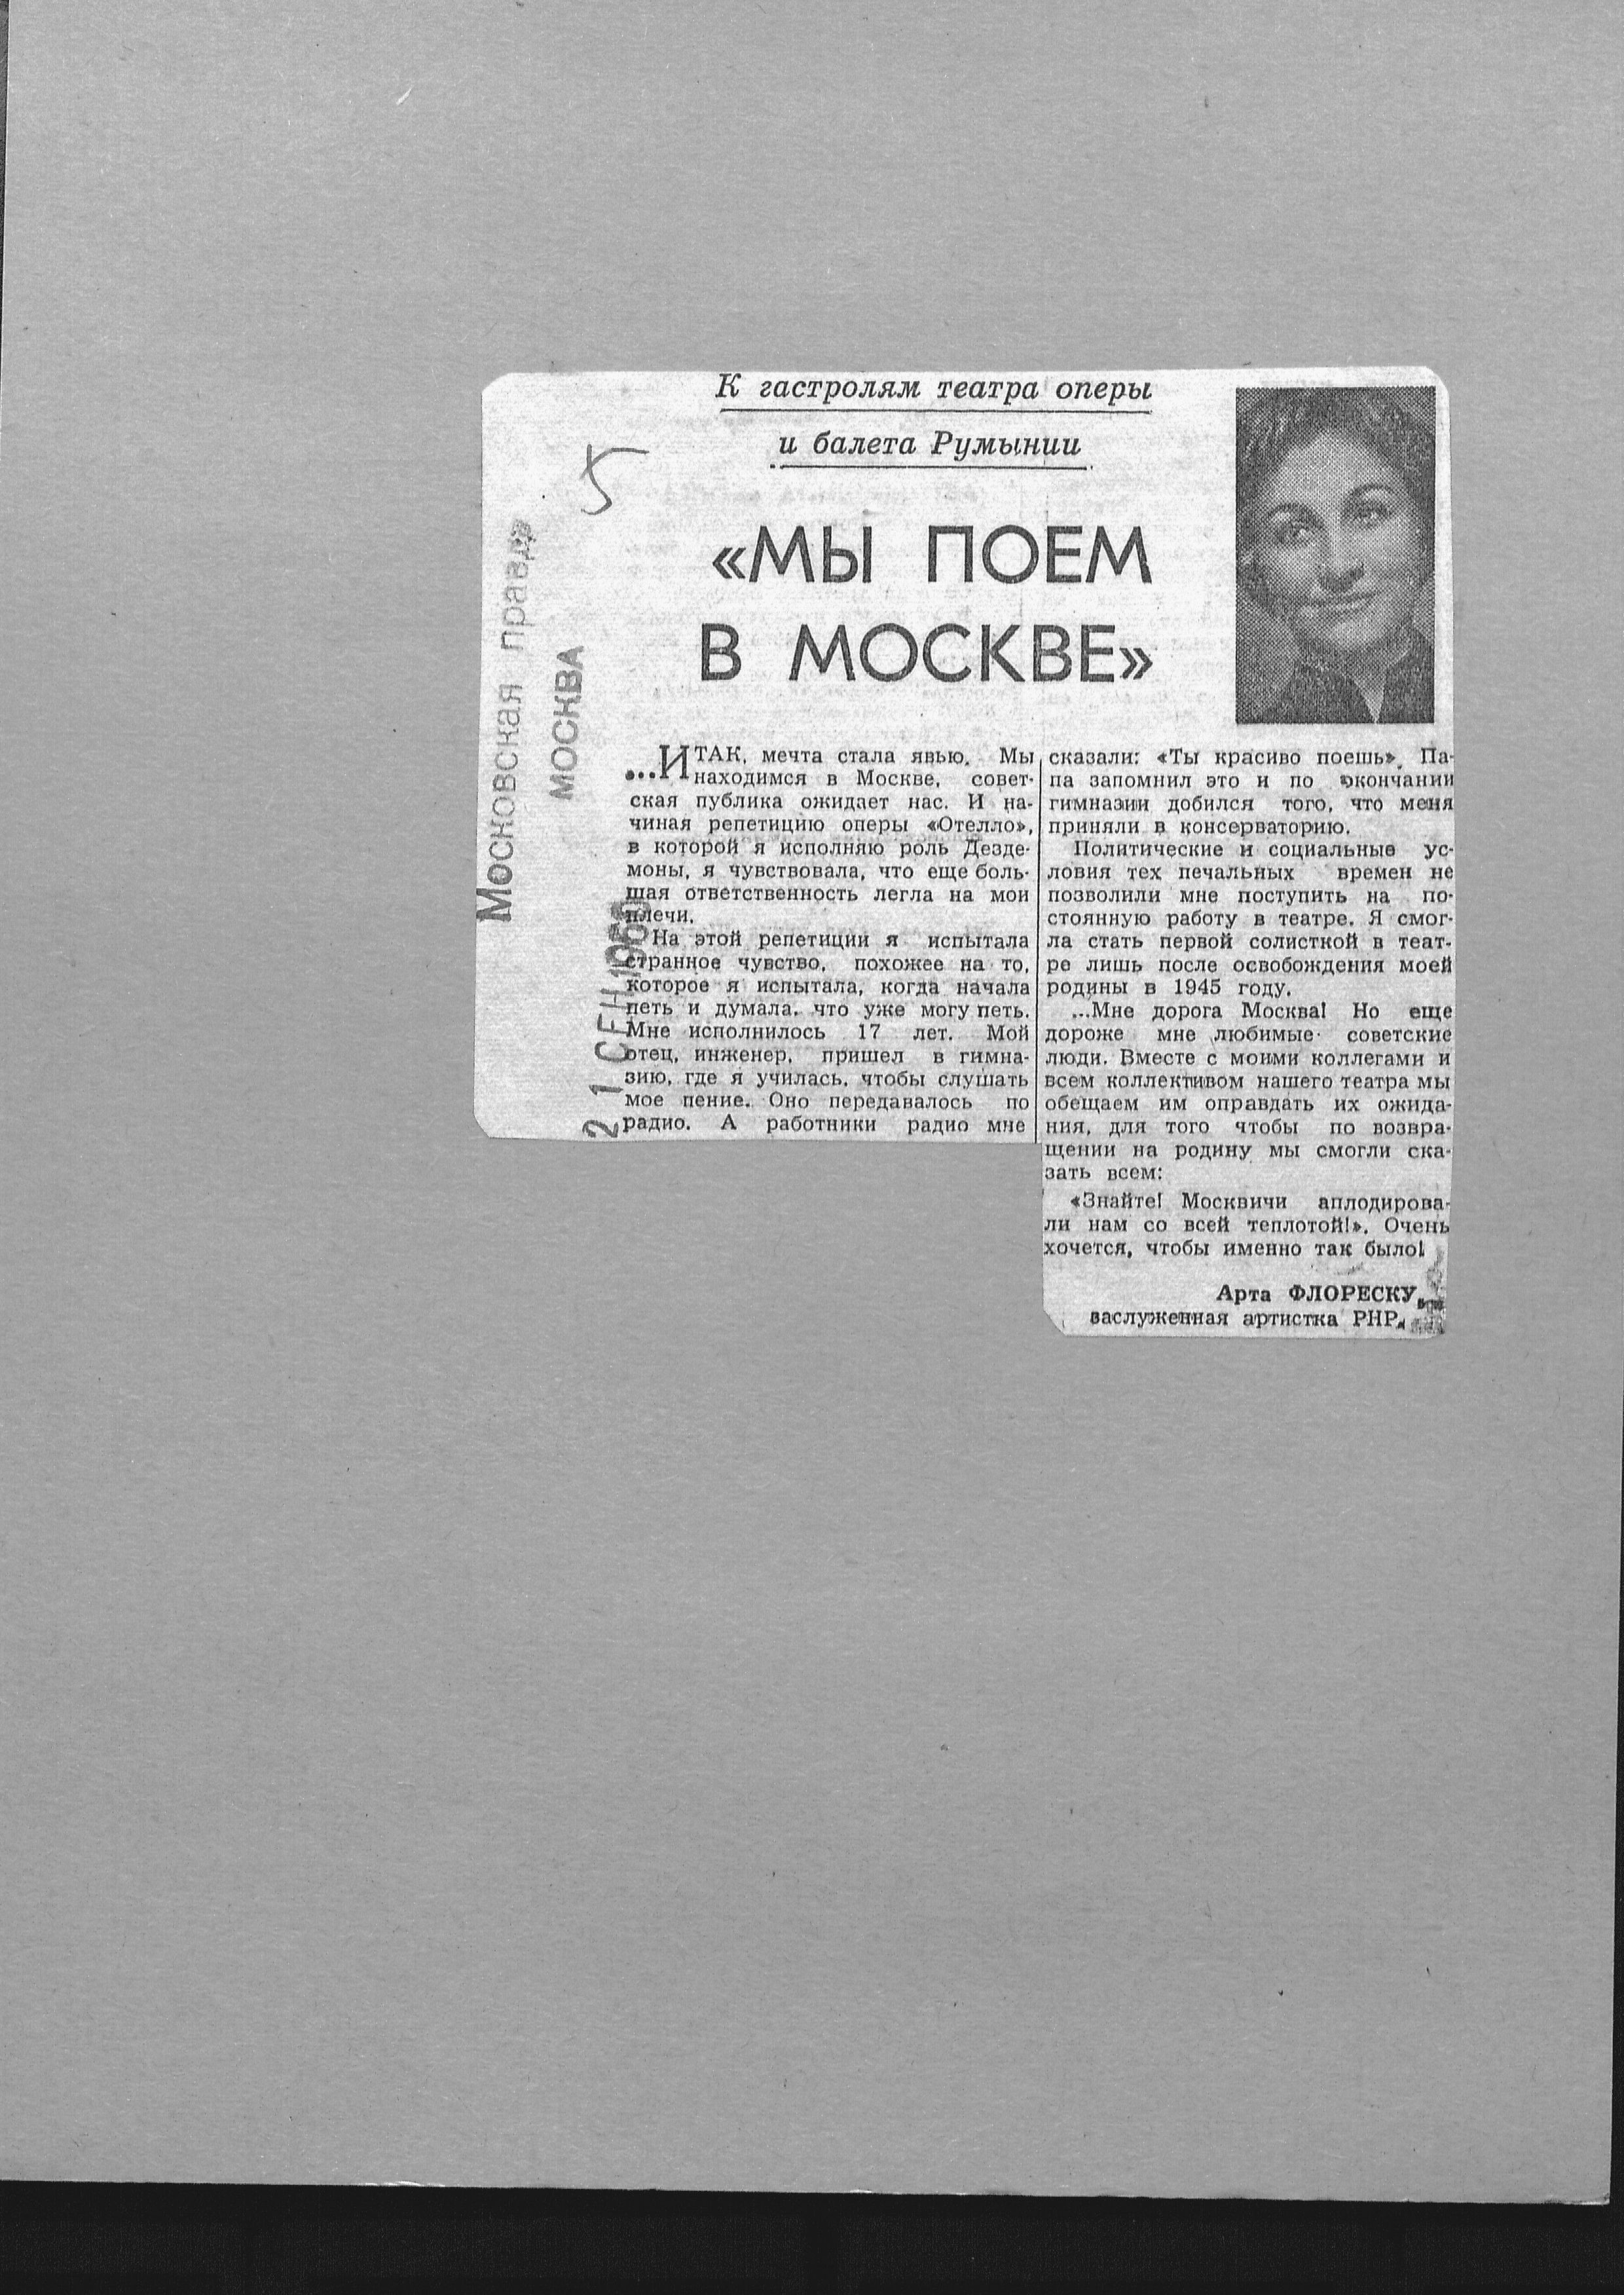 К гастролям театра оперы
и балета Румынии
5
«МЫ ПОЕМ
В МОСКВЕ»
Московская правда
МОСКВА
21 СЕН
...ИТАК, мечта стала явью. Мы
находимся в Москве, совет-
ская публика ожидает нас. И на-
чиная репетицию оперы «Отелло»,
в которой я исполняю роль Дезде-
моны, я чувствовала, что еще боль-
шая ответственность легла на мои
плечи.
На этой репетиции я испытала
странное чувство, похожее на то,
которое я испытала, когда начала
петь и думала, что уже могу петь.
Мне исполнилось 17 лет. Мой
отец, инженер, пришел в гимна-
зию, где я училась, чтобы слушать
мое пение. Оно передавалось по
радио. А работники радио мне
сказали: «Ты красиво поешь». Па-
па запомнил это и по окончании
гимназии добился того, что меня
приняли в консерваторию.
Политические и социальные ус-
ловия тех печальных времен не
позволили мне поступить на по-
стоянную работу в театре. Я смог-
ла стать первой солисткой в теат-
ре лишь после освобождения моей
родины в 1945 году.
...Мне дорога Москва! Но еще
дороже мне любимые советские
люди. Вместе с моими коллегами и
всем коллективом нашего театра мы
обещаем им оправдать их ожида-
ния, для того чтобы по возвра-
щении на родину мы смогли ска-
зать всем:
«Знайте! Москвичи аплодирова-
ли нам со всей теплотой!». Очень
хочется, чтобы именно так было!
Арта ФЛОРЕСКУ,
заслуженная артистка РНР.